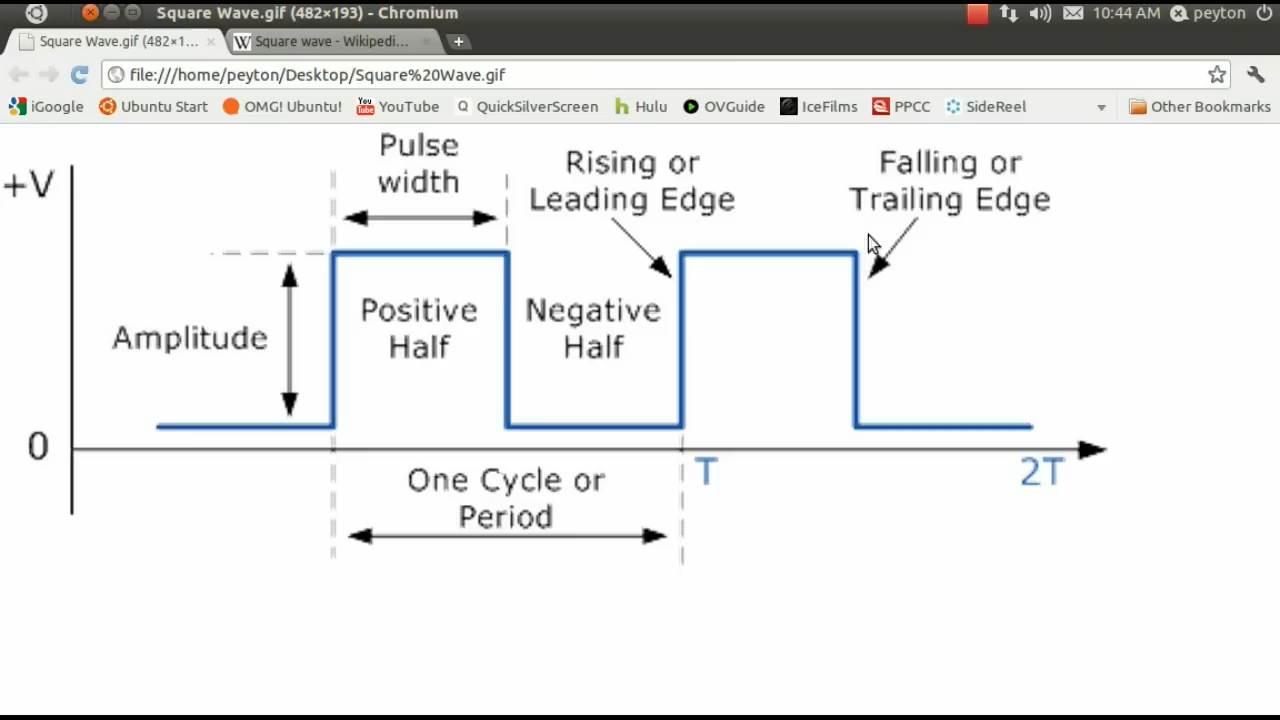 Square Wave.gif (482×193) - Chromium
10:44 AM
peyton
Square Wave.gif (482×1...
W Square wave - Wikipedi...
file:///home/peyton/Desktop/Square%20Wave.gif
iGoogle
Ubuntu Start
OMG! Ubuntu!
You Tube YouTube
Q QuickSilverScreen
h Hulu
OVGuide
IceFilms
PPCC
SideReel
Other Bookmarks
Pulse
width
Rising or
Leading Edge
Falling or
Trailing Edge
+V
Amplitude
Positive
Half
Negative
Half
0
T
2T
One Cycle or
Period